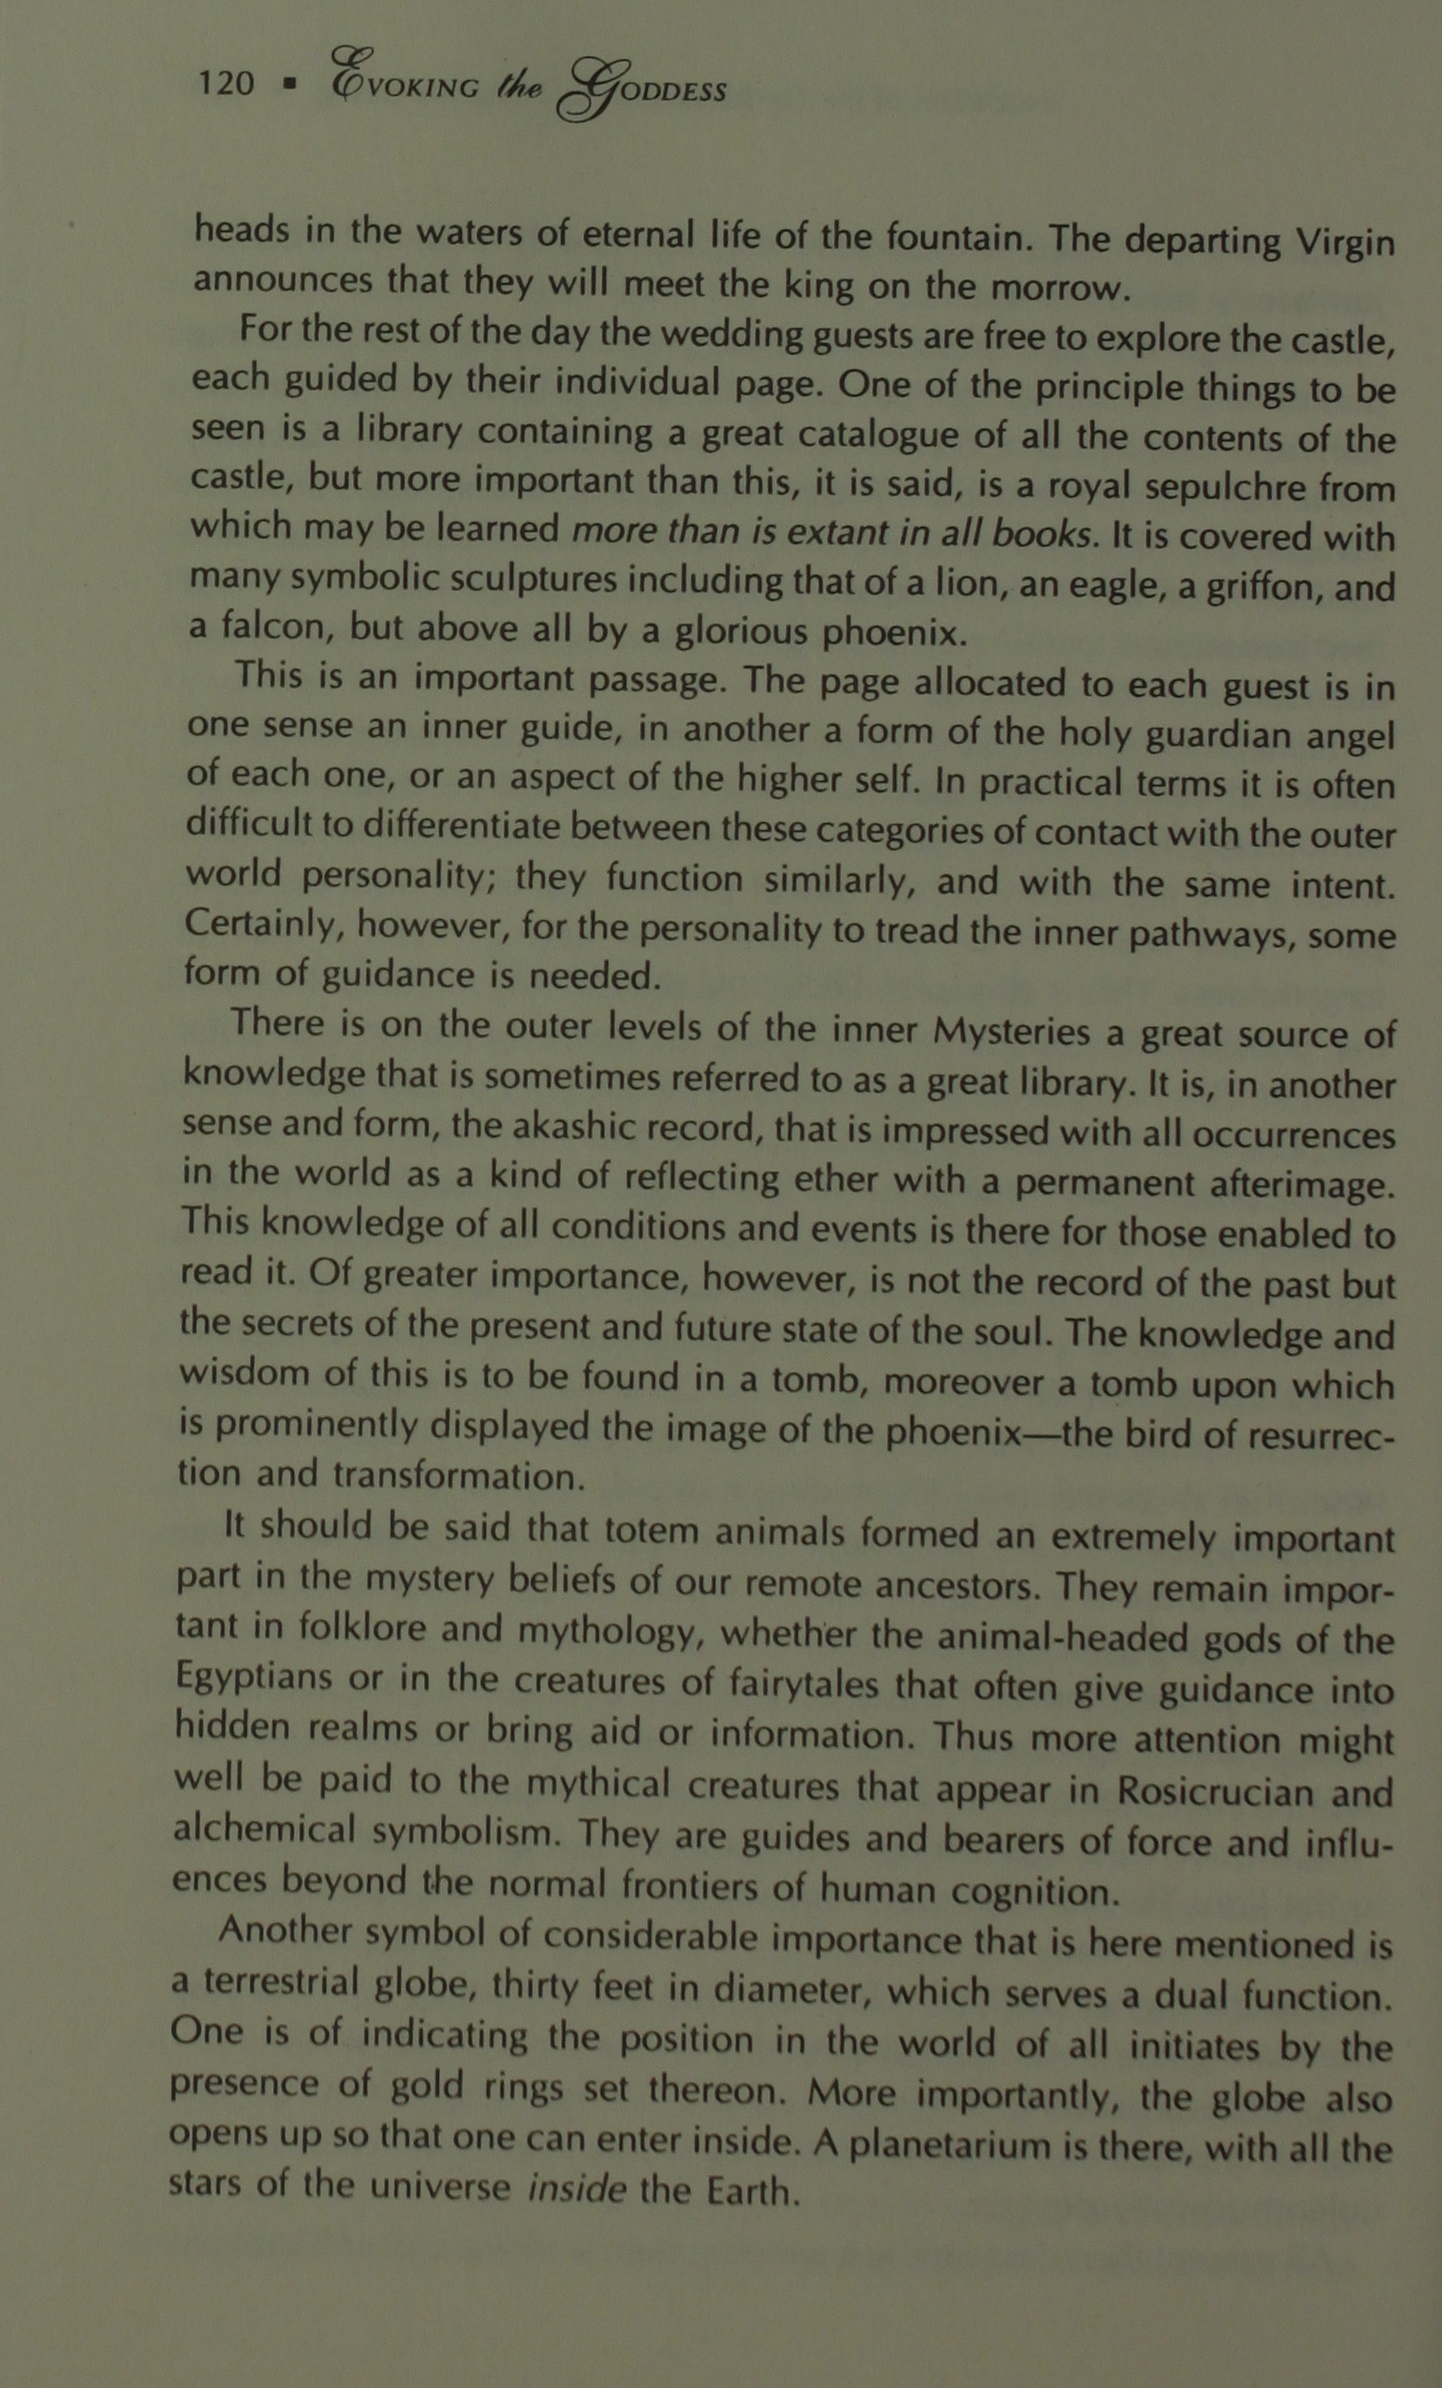 120 ▪ Evoking the Goddess
heads in the waters of eternal life of the fountain. The departing Virgin
announces that they will meet the king on the morrow.
For the rest of the day the wedding guests are free to explore the castle,
each guided by their individual page. One of the principle things to be
seen is a library containing a great catalogue of all the contents of the
castle, but more important than this, it is said, is a royal sepulchre from
which may be learned more than is extant in all books. It is covered with
many symbolic sculptures including that of a lion, an eagle, a griffon, and
a falcon, but above all by a glorious phoenix.
This is an important passage. The page allocated to each guest is in
one sense an inner guide, in another a form of the holy guardian angel
of each one, or an aspect of the higher self. In practical terms it is often
difficult to differentiate between these categories of contact with the outer
world personality; they function similarly, and with the same intent.
Certainly, however, for the personality to tread the inner pathways, some
form of guidance is needed.
There is on the outer levels of the inner Mysteries a great source of
knowledge that is sometimes referred to as a great library. It is, in another
sense and form, the akashic record, that is impressed with all occurrences
in the world as a kind of reflecting ether with a permanent afterimage.
This knowledge of all conditions and events is there for those enabled to
read it. Of greater importance, however, is not the record of the past but
the secrets of the present and future state of the soul. The knowledge and
wisdom of this is to be found in a tomb, moreover a tomb upon which
is prominently displayed the image of the phoenix—the bird of resurrec-
tion and transformation.
It should be said that totem animals formed an extremely important
part in the mystery beliefs of our remote ancestors. They remain impor-
tant in folklore and mythology, whether the animal-headed gods of the
Egyptians or in the creatures of fairytales that often give guidance into
hidden realms or bring aid or information. Thus more attention might
well be paid to the mythical creatures that appear in Rosicrucian and
alchemical symbolism. They are guides and bearers of force and influ-
ences beyond the normal frontiers of human cognition.
Another symbol of considerable importance that is here mentioned is
a terrestrial globe, thirty feet in diameter, which serves a dual function.
One is of indicating the position in the world of all initiates by the
presence of gold rings set thereon. More importantly, the globe also
opens up so that one can enter inside. A planetarium is there, with all the
stars of the universe inside the Earth.